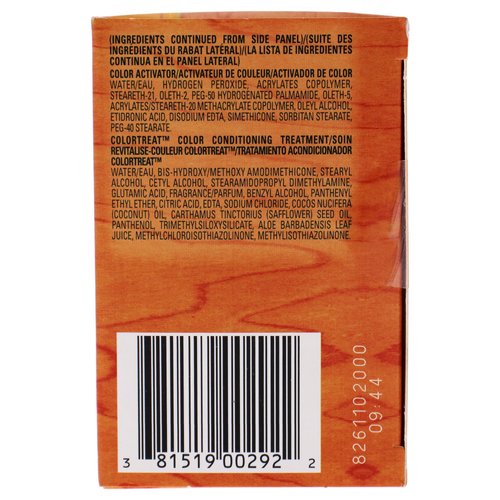 (INGREDIENTS CONTINUED FROM SIDE PANEL)/(SUITE DES
INGRÉDIENTS DU RABAT LATÉRAL)/(LA LISTA DE INGREDIENTES
CONTINUA EN EL PANEL LATERAL)
COLOR ACTIVATOR/ACTIVATEUR DE COULEUR/ACTIVADOR DE COLOR
WATER/EAU, HYDROGEN PEROXIDE, ACRYLATES COPOLYMER,
STEARETH-21, OLETH-2, PEG-50 HYDROGENATED PALMAMIDE, OLETH-5,
ACRYLATES/STEARETH-20 METHACRYLATE COPOLYMER, OLEYL ALCOHOL,
ETIDRONIC ACID, DISODIUM EDTA, SIMETHICONE, SORBITAN STEARATE,
PEG-40 STEARATE.
COLORTREAT™ COLOR CONDITIONING TREATMENT/SOIN
REVITALISE-COULEUR COLORTREAT™/TRATAMIENTO ACONDICIONADOR
COLORTREAT™
WATER/EAU, BIS-HYDROXY/METHOXY AMODIMETHICONE, STEARYL
ALCOHOL, CETYL ALCOHOL, STEARAMIDOPROPYL DIMETHYLAMINE,
GLUTAMIC ACID, FRAGRANCE/PARFUM, BENZYL ALCOHOL, PANTHENYL
ETHYL ETHER, CITRIC ACID, EDTA, SODIUM CHLORIDE, COCOS NUCIFERA
(COCONUT) OIL, CARTHAMUS TINCTORIUS (SAFFLOWER) SEED OIL,
PANTHENOL, TRIMETHYLSILOXYSILICATE, ALOE BARBADENSIS LEAF
JUICE, METHYLCHLOROISOTHIAZOLINONE, METHYLISOTHIAZOLINONE.
3 81519 00292 2
8261102000
09:44